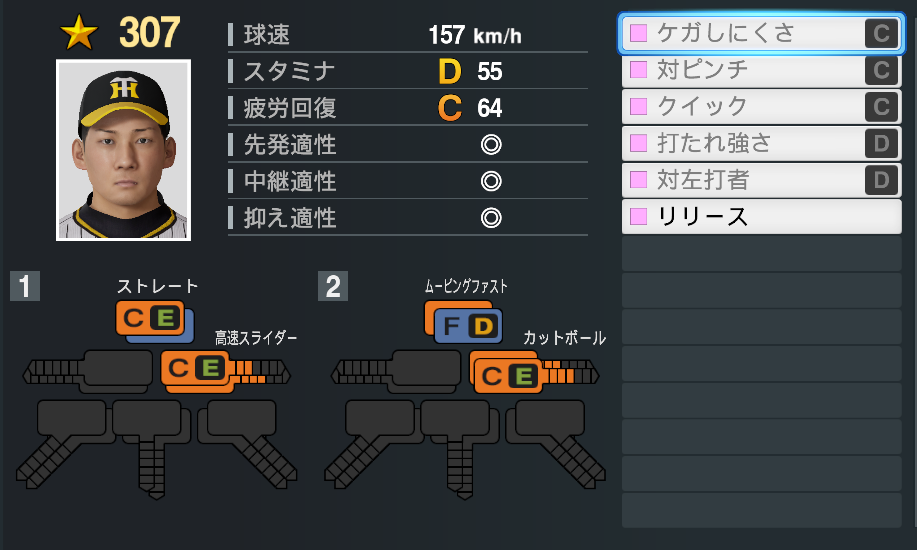 307
球速 157 km/h
スタミナ D 55
疲労回復 C 64
先発適性 ◎
中継適性 ◎
抑え適性 ◎
ケガしにくさ C
対ピンチ C
クイック C
打たれ強さ D
対左打者 D
リリース
1
ストレート
C E
高速スライダー
C E
2
ムービングファスト
F D
カットボール
C E